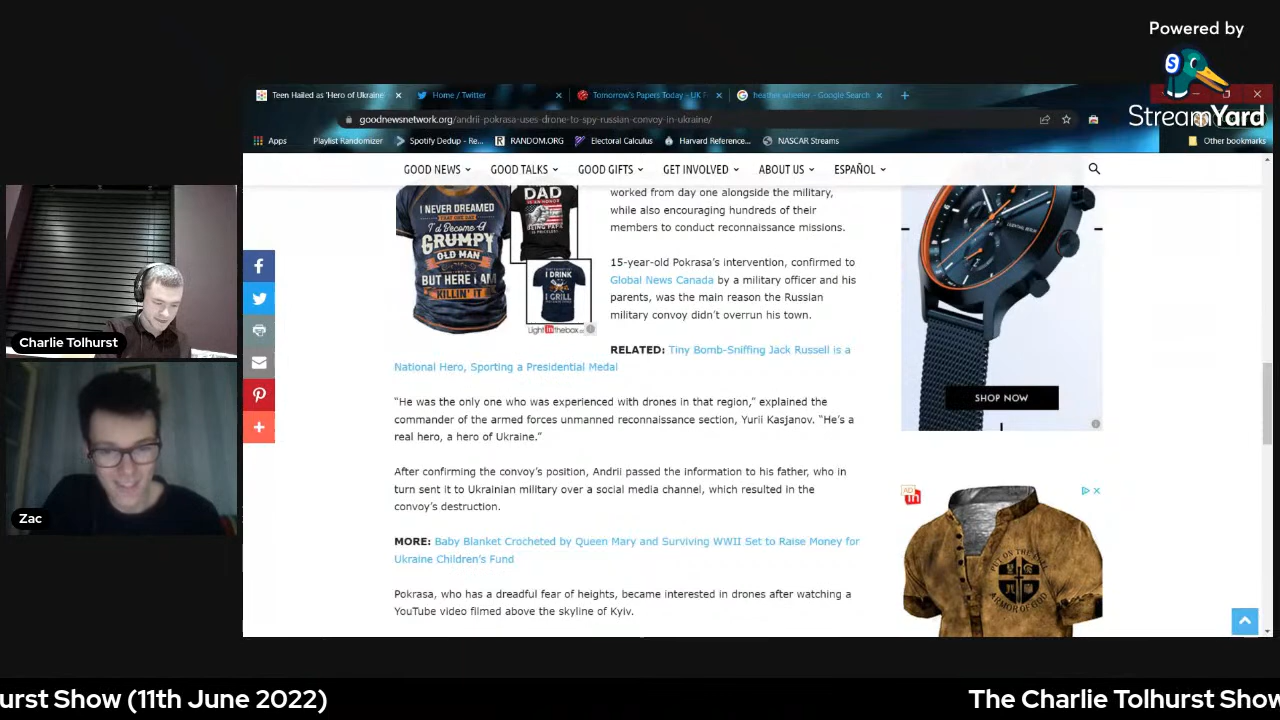 Powered by
StreamYard
Teen Hailed as 'Hero of Ukraine
Home / Twitter
Tomorrow's Papers Today - UK F
heather wheeler - Google Search
goodnewsnetwork.org/andrii-pokrasa-uses-drone-to-spy-russian-convoy-in-ukraine/
Apps
Playlist Randomizer
Spotify Dedup - Re...
RANDOM.ORG
Electoral Calculus
Harvard Reference...
NASCAR Streams
Other bookmarks
GOOD NEWS
GOOD TALKS
GOOD GIFTS
GET INVOLVED
ABOUT US
ESPAÑOL
I NEVER DREAMED
I'd Become A
GRUMPY
OLD MAN
BUT HERE I AM
KILLIN' IT
DAD
I DRINK
I GRILL
LightInthebox.c
worked from day one alongside the military,
while also encouraging hundreds of their
members to conduct reconnaissance missions.
15-year-old Pokrasa's intervention, confirmed to
Global News Canada by a military officer and his
parents, was the main reason the Russian
military convoy didn't overrun his town.
RELATED: Tiny Bomb-Sniffing Jack Russell is a
National Hero, Sporting a Presidential Medal
“He was the only one who was experienced with drones in that region,” explained the
commander of the armed forces unmanned reconnaissance section, Yurii Kasjanov. “He's a
real hero, a hero of Ukraine.”
After confirming the convoy's position, Andrii passed the information to his father, who in
turn sent it to Ukrainian military over a social media channel, which resulted in the
convoy's destruction.
MORE: Baby Blanket Crocheted by Queen Mary and Surviving WWII Set to Raise Money for
Ukraine Children's Fund
Pokrasa, who has a dreadful fear of heights, became interested in drones after watching a
YouTube video filmed above the skyline of Kyiv.
SHOP NOW
AD
PUT ON THE FULL
ARMOR OF GOD
Charlie Tolhurst
Zac
urst Show (11th June 2022)
The Charlie Tolhurst Show